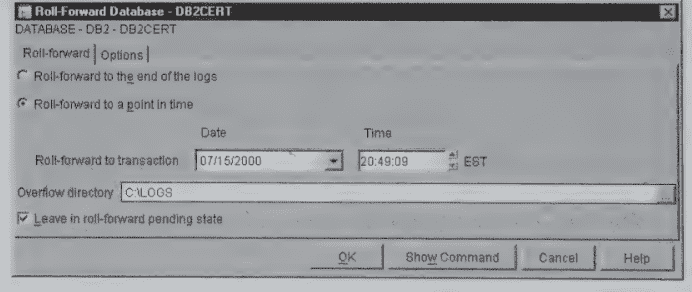 Roll-Forward Database - DB2CERT
DATABASE - DB2 - DB2CERT
Roll-forward Options
Roll-forward to the end of the logs
Roll-forward to a point in time
Date Time
Roll-forward to transaction 07/15/2000 20:49:09 EST
Overflow directory C:\LOGS ...
Leave in roll-forward pending state
OK Show Command Cancel Help